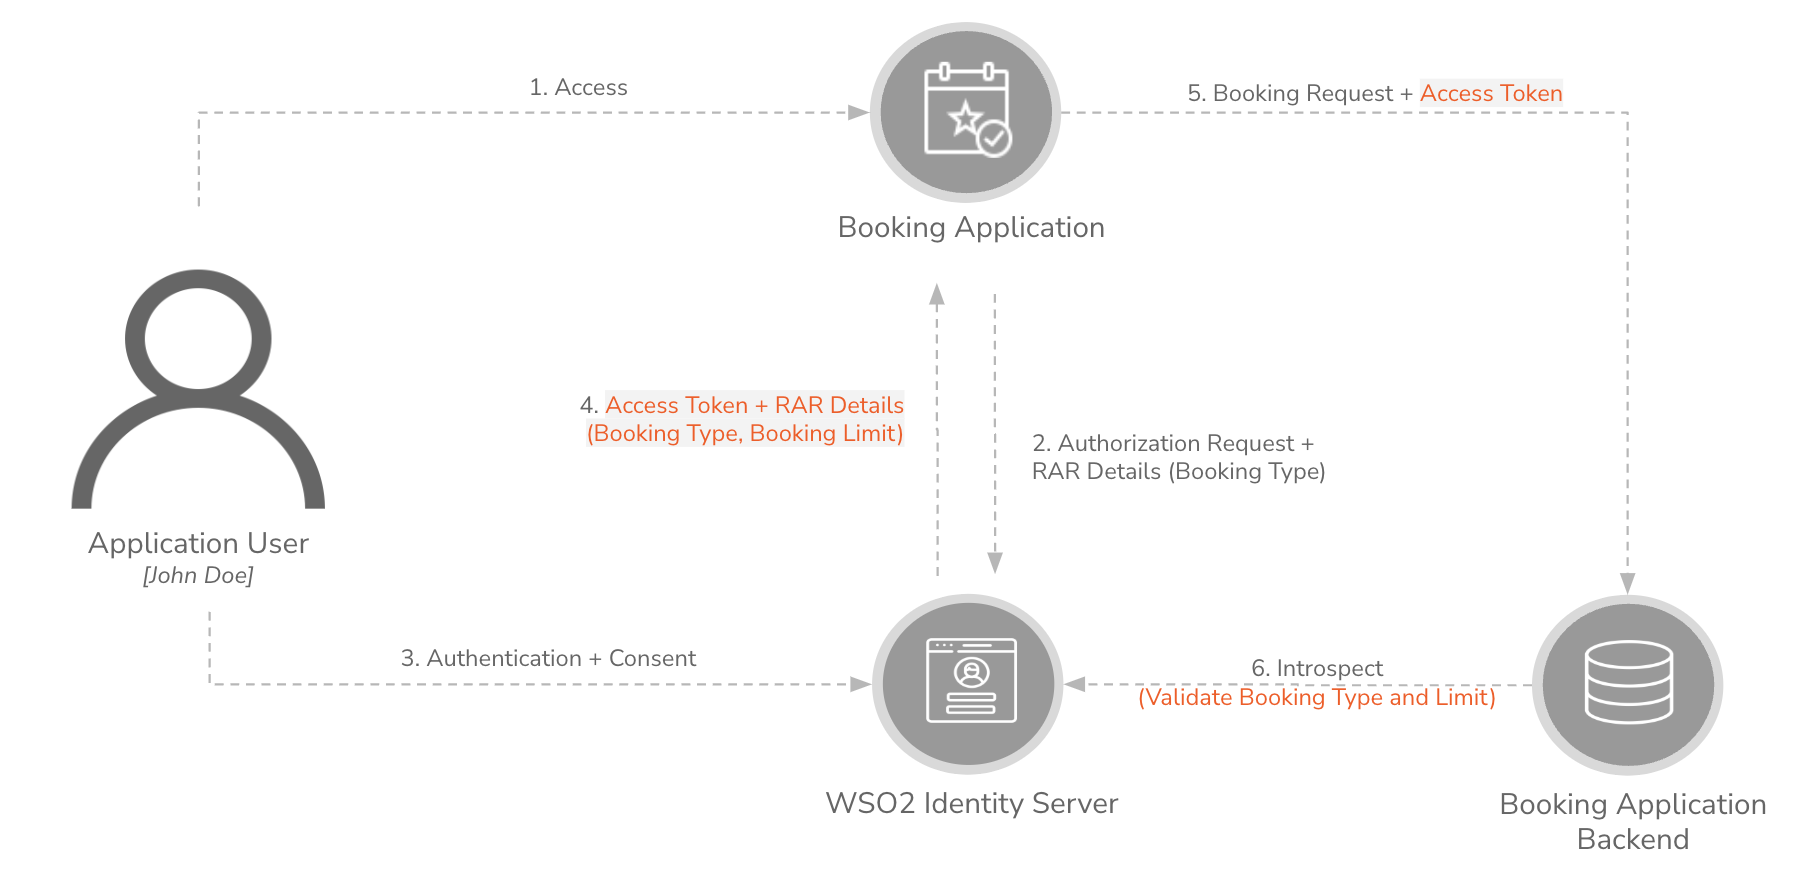 1. Access
5. Booking Request + Access Token
Booking Application
4. Access Token + RAR Details
(Booking Type, Booking Limit)
2. Authorization Request +
RAR Details (Booking Type)
Application User
[John Doe]
3. Authentication + Consent
6. Introspect
(Validate Booking Type and Limit)
WSO2 Identity Server
Booking Application
Backend